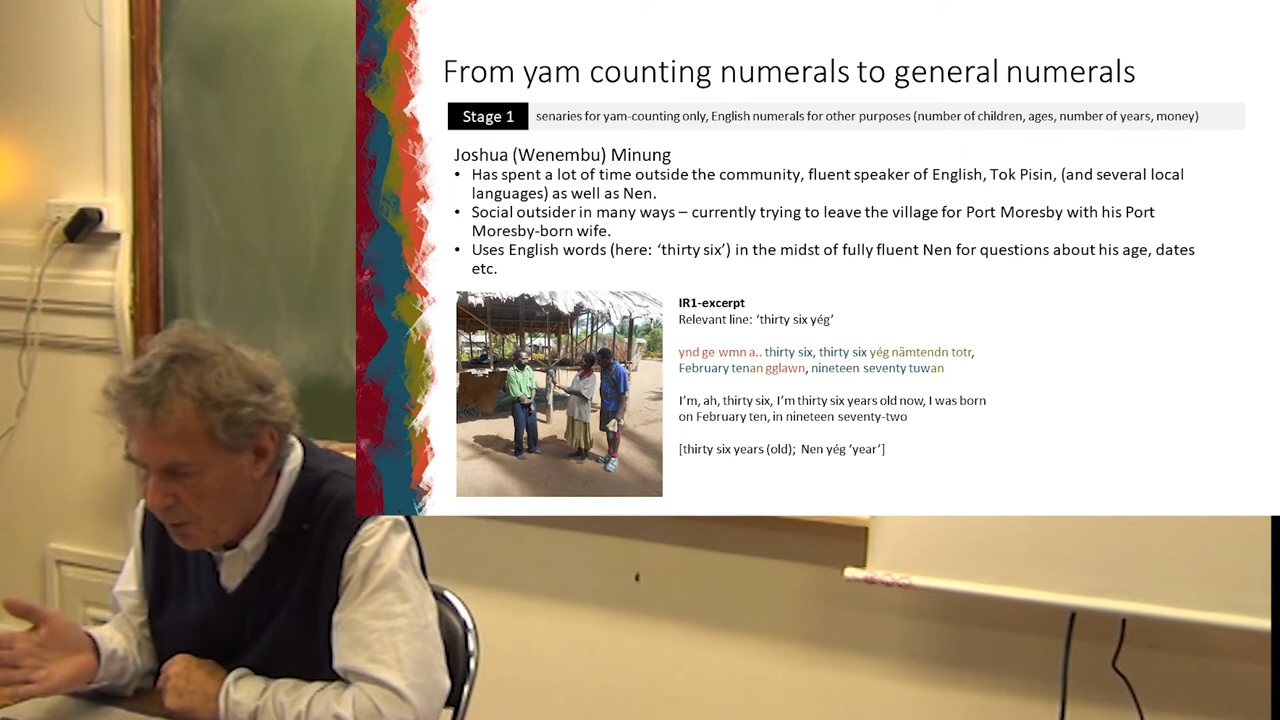 From yam counting numerals to general numerals
Stage 1 senaries for yam-counting only, English numerals for other purposes (number of children, ages, number of years, money)
Joshua (Wenembu) Minung
• Has spent a lot of time outside the community, fluent speaker of English, Tok Pisin, (and several local
languages) as well as Nen.
• Social outsider in many ways – currently trying to leave the village for Port Moresby with his Port
Moresby-born wife.
• Uses English words (here: ‘thirty six’) in the midst of fully fluent Nen for questions about his age, dates
etc.
IR1-excerpt
Relevant line: ‘thirty six yég’
ynd ge wmn a.. thirty six, thirty six yég nämtendn totr,
February tenan gglawn, nineteen seventy tuwan
I’m, ah, thirty six, I’m thirty six years old now, I was born
on February ten, in nineteen seventy-two
[thirty six years (old); Nen yég ‘year’]